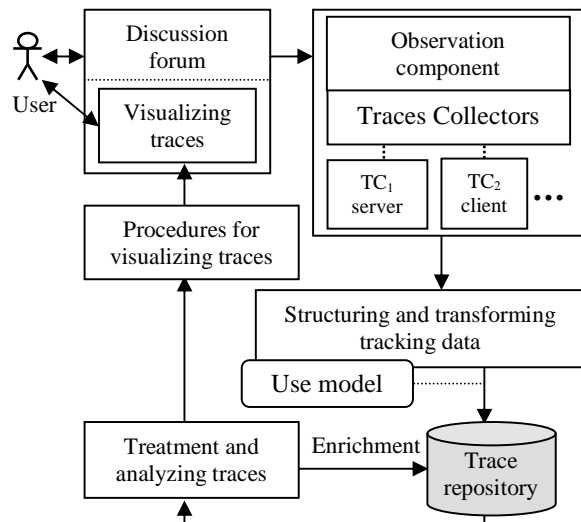 Discussion
forum
User
Visualizing
traces
Observation
component
Traces Collectors
TC₁
server
TC₂
client
...
Procedures for
visualizing traces
Structuring and transforming
tracking data
Use model
Treatment and
analyzing traces
Enrichment
Trace
repository